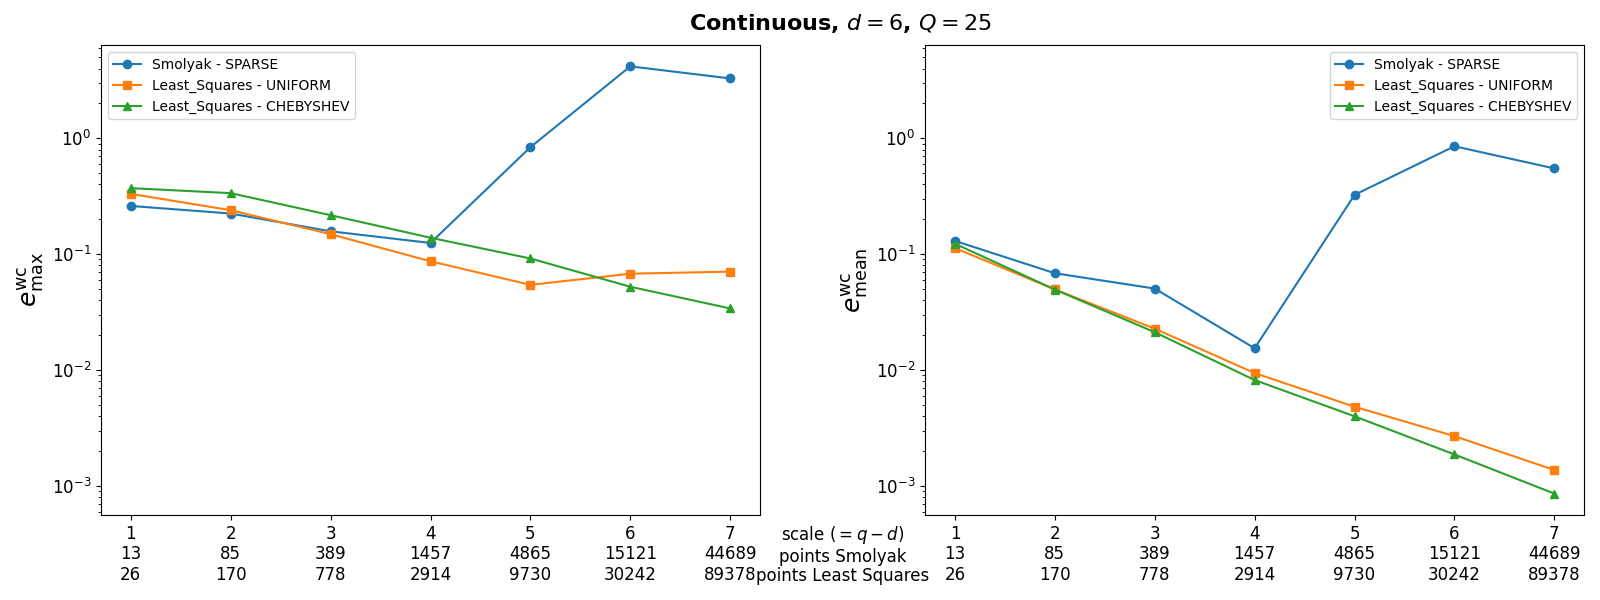 Continuous, d = 6, Q = 25
Smolyak - SPARSE
Least_Squares - UNIFORM
Least_Squares - CHEBYSHEV
10⁰
10⁻¹
10⁻²
10⁻³
e^wc_max
1 2 3 4 5 6 7
13 85 389 1457 4865 15121 44689
26 170 778 2914 9730 30242 89378
scale (= q − d)
points Smolyak
points Least Squares
Smolyak - SPARSE
Least_Squares - UNIFORM
Least_Squares - CHEBYSHEV
10⁰
10⁻¹
10⁻²
10⁻³
e^wc_mean
1 2 3 4 5 6 7
13 85 389 1457 4865 15121 44689
26 170 778 2914 9730 30242 89378